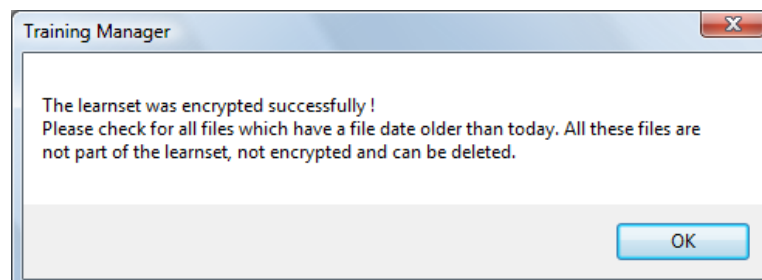 Training Manager
The learnset was encrypted successfully !
Please check for all files which have a file date older than today. All these files are
not part of the learnset, not encrypted and can be deleted.
OK